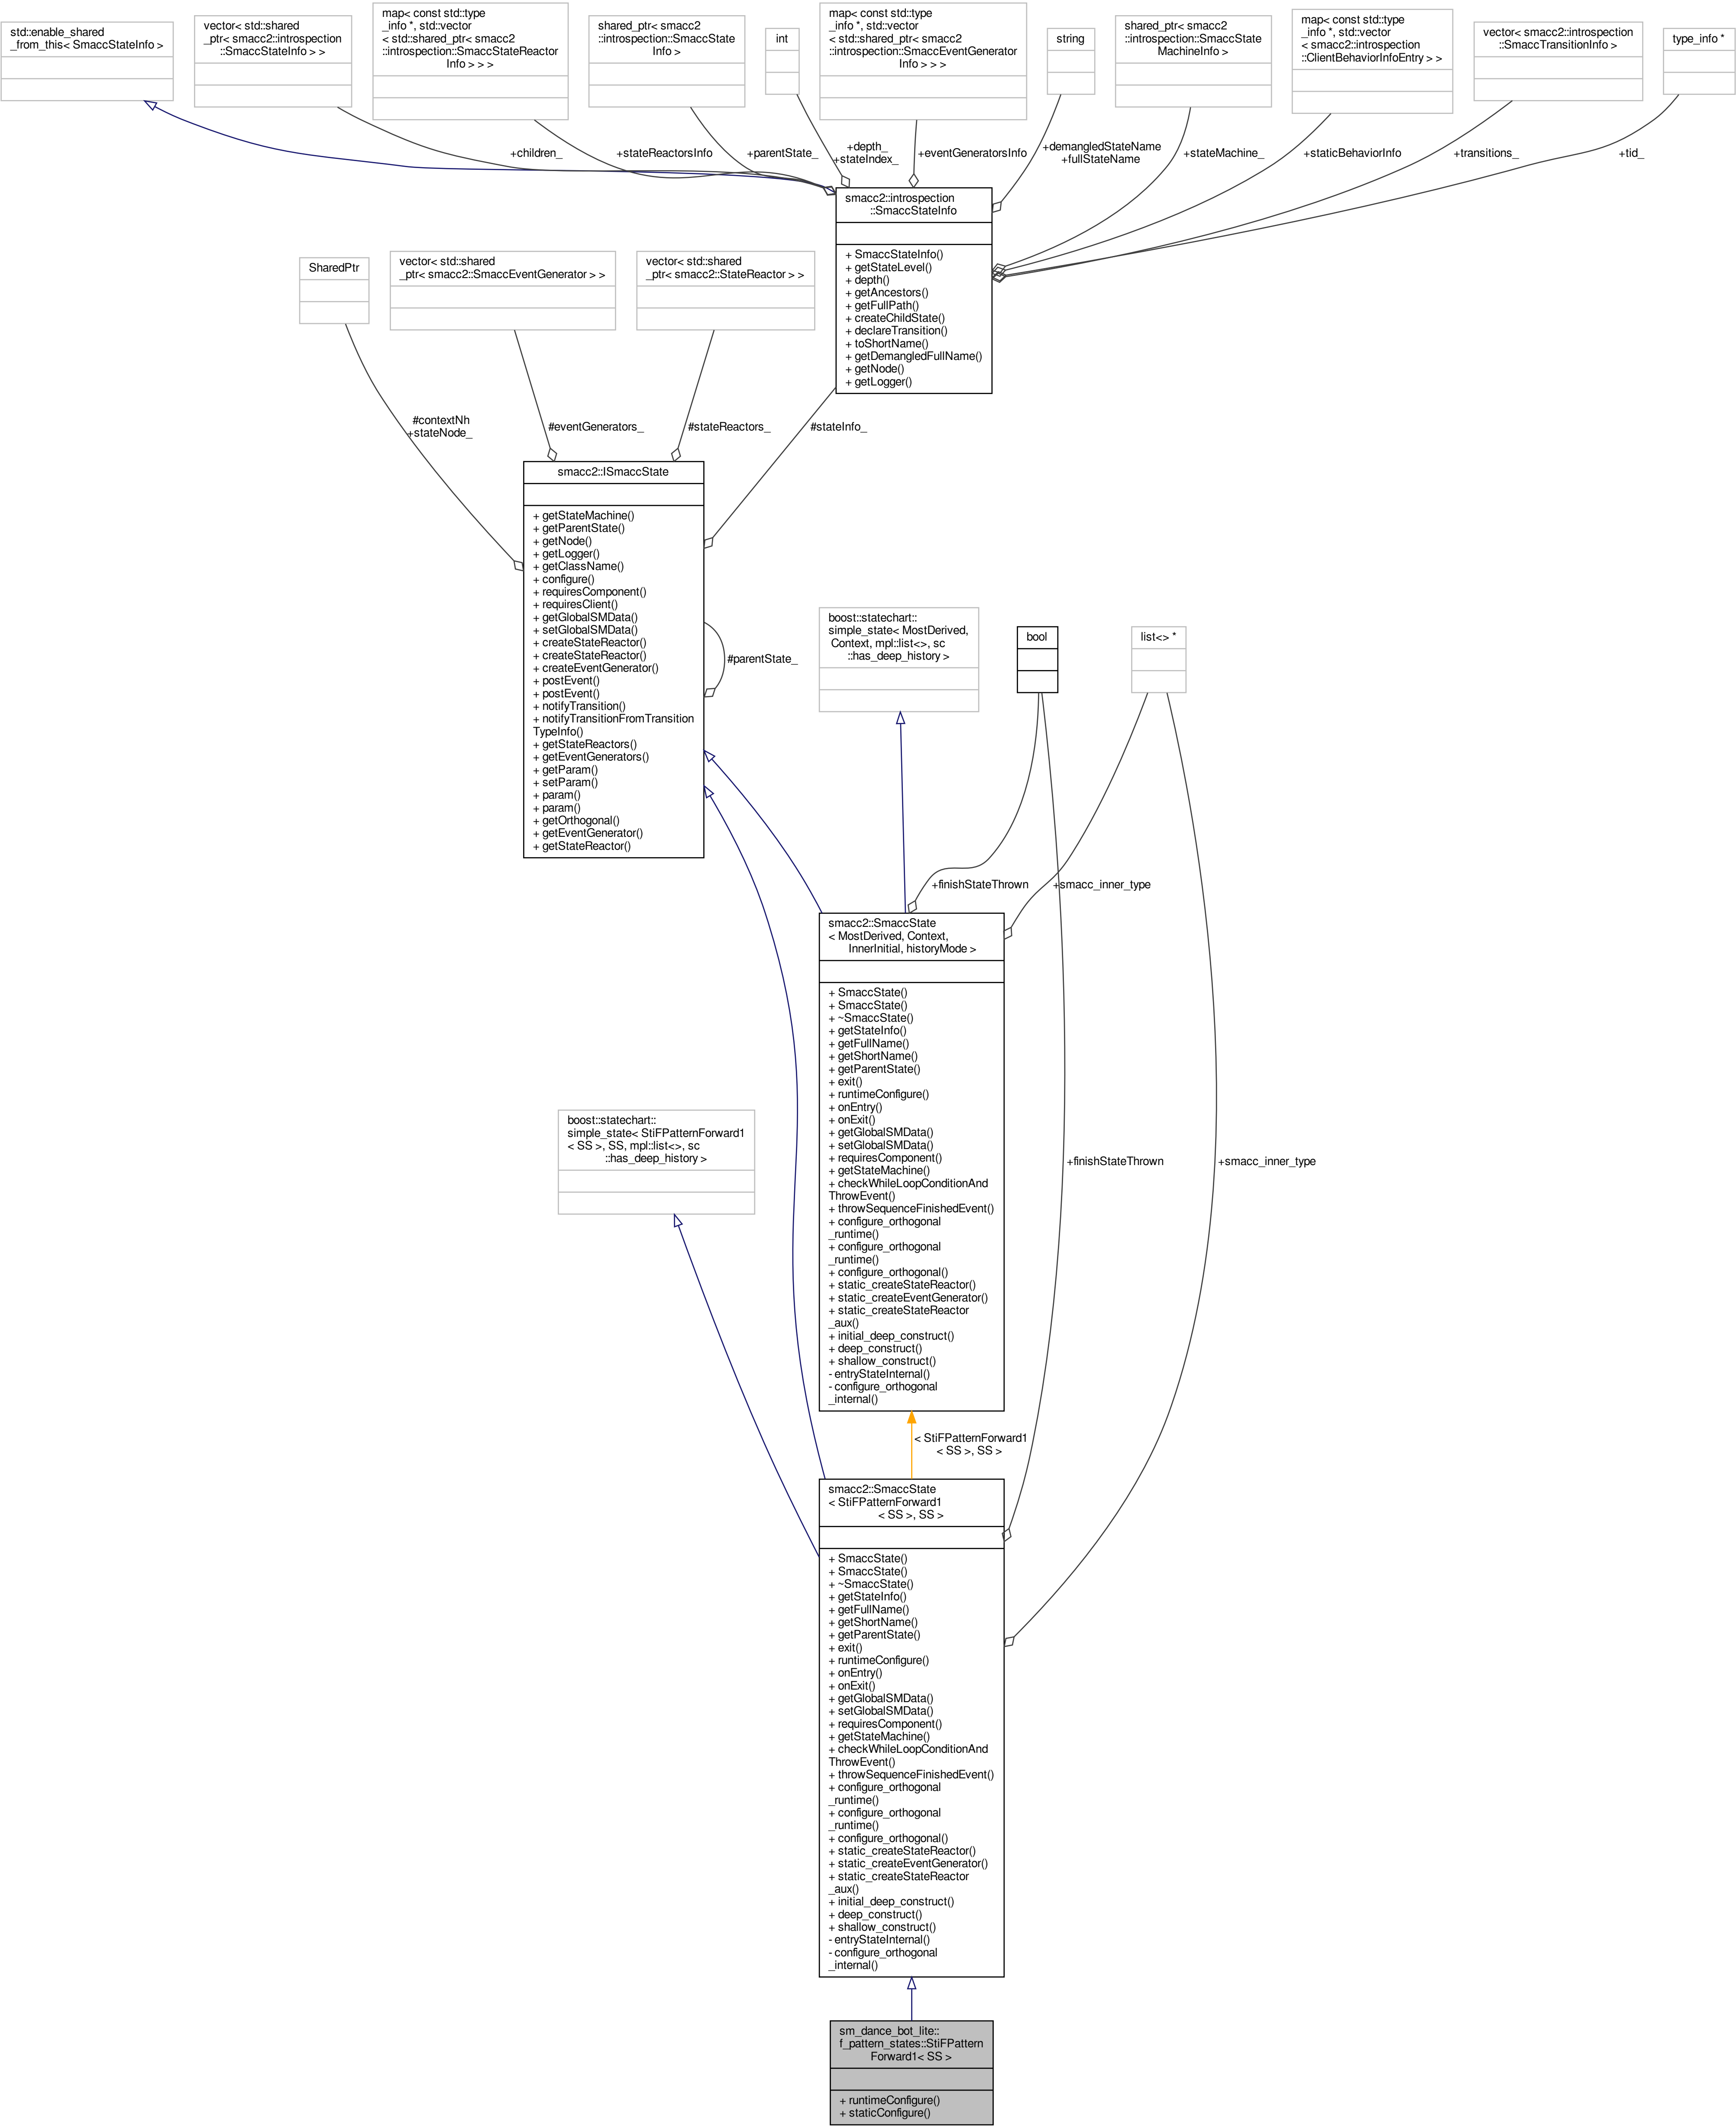 std::enable_shared
_from_this< SmaccStateInfo >
vector< std::shared
_ptr< smacc2::introspection
::SmaccStateInfo > >
map< const std::type
_info *, std::vector
< std::shared_ptr< smacc2
::introspection::SmaccStateReactor
Info > > >
shared_ptr< smacc2
::introspection::SmaccState
Info >
int
map< const std::type
_info *, std::vector
< std::shared_ptr< smacc2
::introspection::SmaccEventGenerator
Info > > >
string
shared_ptr< smacc2
::introspection::SmaccState
MachineInfo >
map< const std::type
_info *, std::vector
< smacc2::introspection
::ClientBehaviorInfoEntry > >
vector< smacc2::introspection
::SmaccTransitionInfo >
type_info *
+children_
+stateReactorsInfo
+parentState_
+depth_
+stateIndex_
+eventGeneratorsInfo
+demangledStateName
+fullStateName
+stateMachine_
+staticBehaviorInfo
+transitions_
+tid_
smacc2::introspection
::SmaccStateInfo
+ SmaccStateInfo()
+ getStateLevel()
+ depth()
+ getAncestors()
+ getFullPath()
+ createChildState()
+ declareTransition()
+ toShortName()
+ getDemangledFullName()
+ getNode()
+ getLogger()
SharedPtr
vector< std::shared
_ptr< smacc2::SmaccEventGenerator > >
vector< std::shared
_ptr< smacc2::StateReactor > >
#contextNh
+stateNode_
#eventGenerators_
#stateReactors_
#stateInfo_
smacc2::ISmaccState
+ getStateMachine()
+ getParentState()
+ getNode()
+ getLogger()
+ getClassName()
+ configure()
+ requiresComponent()
+ requiresClient()
+ getGlobalSMData()
+ setGlobalSMData()
+ createStateReactor()
+ createStateReactor()
+ createEventGenerator()
+ postEvent()
+ postEvent()
+ notifyTransition()
+ notifyTransitionFromTransition
TypeInfo()
+ getStateReactors()
+ getEventGenerators()
+ getParam()
+ setParam()
+ param()
+ param()
+ getOrthogonal()
+ getEventGenerator()
+ getStateReactor()
#parentState_
boost::statechart::
simple_state< MostDerived,
Context, mpl::list<>, sc
::has_deep_history >
bool
list<> *
+finishStateThrown
+smacc_inner_type
smacc2::SmaccState
< MostDerived, Context,
InnerInitial, historyMode >
+ SmaccState()
+ SmaccState()
+ ~SmaccState()
+ getStateInfo()
+ getFullName()
+ getShortName()
+ getParentState()
+ exit()
+ runtimeConfigure()
+ onEntry()
+ onExit()
+ getGlobalSMData()
+ setGlobalSMData()
+ requiresComponent()
+ getStateMachine()
+ checkWhileLoopConditionAnd
ThrowEvent()
+ throwSequenceFinishedEvent()
+ configure_orthogonal
_runtime()
+ configure_orthogonal
_runtime()
+ configure_orthogonal()
+ static_createStateReactor()
+ static_createEventGenerator()
+ static_createStateReactor
_aux()
+ initial_deep_construct()
+ deep_construct()
+ shallow_construct()
- entryStateInternal()
- configure_orthogonal
_internal()
boost::statechart::
simple_state< StiFPatternForward1
< SS >, SS, mpl::list<>, sc
::has_deep_history >
+finishStateThrown
+smacc_inner_type
< StiFPatternForward1
< SS >, SS >
smacc2::SmaccState
< StiFPatternForward1
< SS >, SS >
+ SmaccState()
+ SmaccState()
+ ~SmaccState()
+ getStateInfo()
+ getFullName()
+ getShortName()
+ getParentState()
+ exit()
+ runtimeConfigure()
+ onEntry()
+ onExit()
+ getGlobalSMData()
+ setGlobalSMData()
+ requiresComponent()
+ getStateMachine()
+ checkWhileLoopConditionAnd
ThrowEvent()
+ throwSequenceFinishedEvent()
+ configure_orthogonal
_runtime()
+ configure_orthogonal
_runtime()
+ configure_orthogonal()
+ static_createStateReactor()
+ static_createEventGenerator()
+ static_createStateReactor
_aux()
+ initial_deep_construct()
+ deep_construct()
+ shallow_construct()
- entryStateInternal()
- configure_orthogonal
_internal()
sm_dance_bot_lite::
f_pattern_states::StiFPattern
Forward1< SS >
+ runtimeConfigure()
+ staticConfigure()